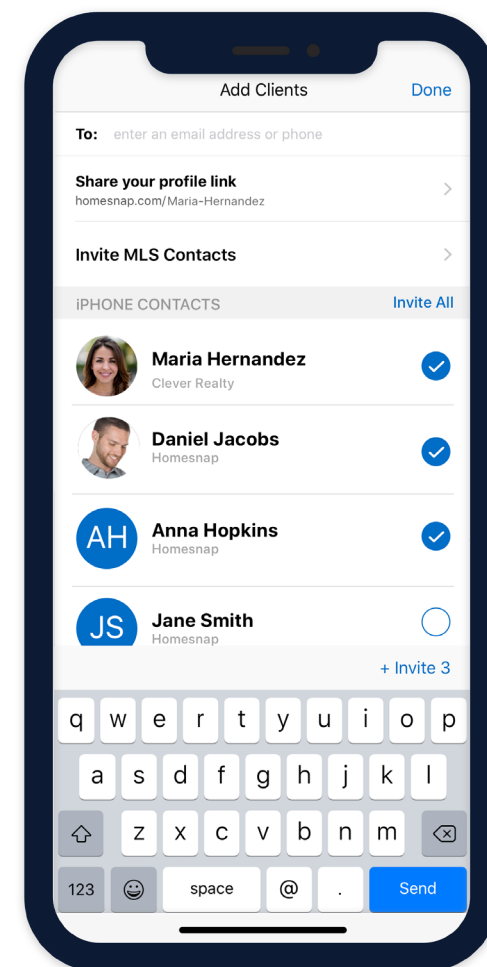 Add Clients Done
To: enter an email address or phone
Share your profile link
homesnap.com/Maria-Hernandez
Invite MLS Contacts
iPHONE CONTACTS Invite All
Maria Hernandez
Clever Realty
Daniel Jacobs
Homesnap
AH Anna Hopkins
Homesnap
JS Jane Smith
Homesnap
+ Invite 3
q w e r t y u i o p
a s d f g h j k l
z x c v b n m
123 space @ . Send